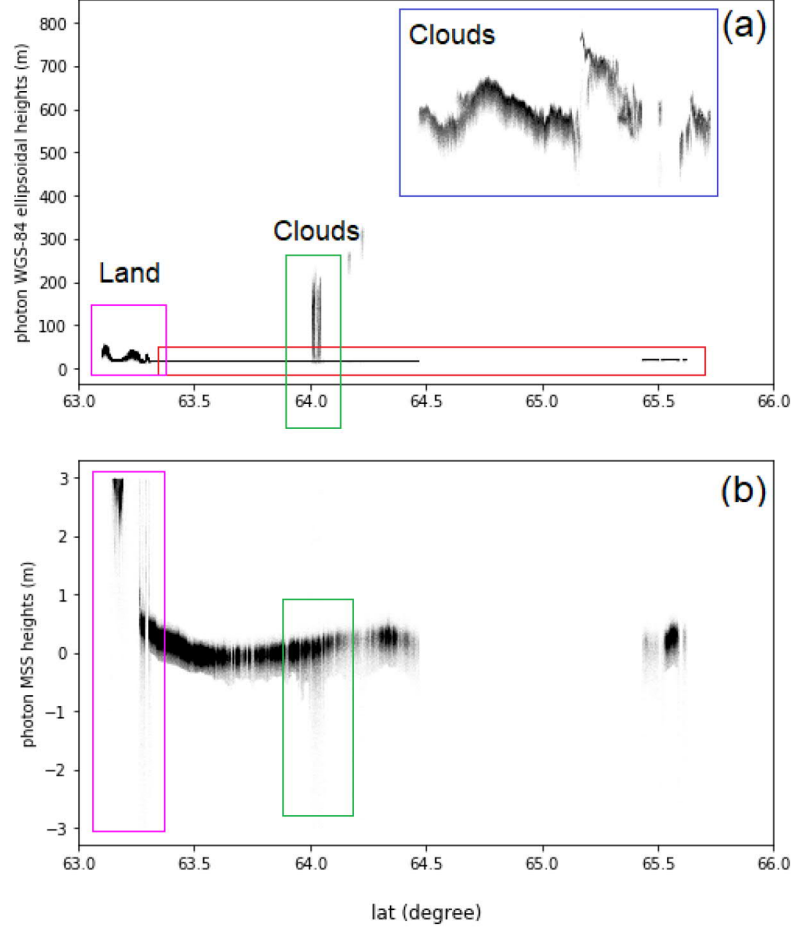 (a)
Clouds
Clouds
Land
photon WGS-84 ellipsoidal heights (m)
800
700
600
500
400
300
200
100
0
63.0 63.5 64.0 64.5 65.0 65.5 66.0
(b)
photon MSS heights (m)
3
2
1
0
−1
−2
−3
63.0 63.5 64.0 64.5 65.0 65.5 66.0
lat (degree)